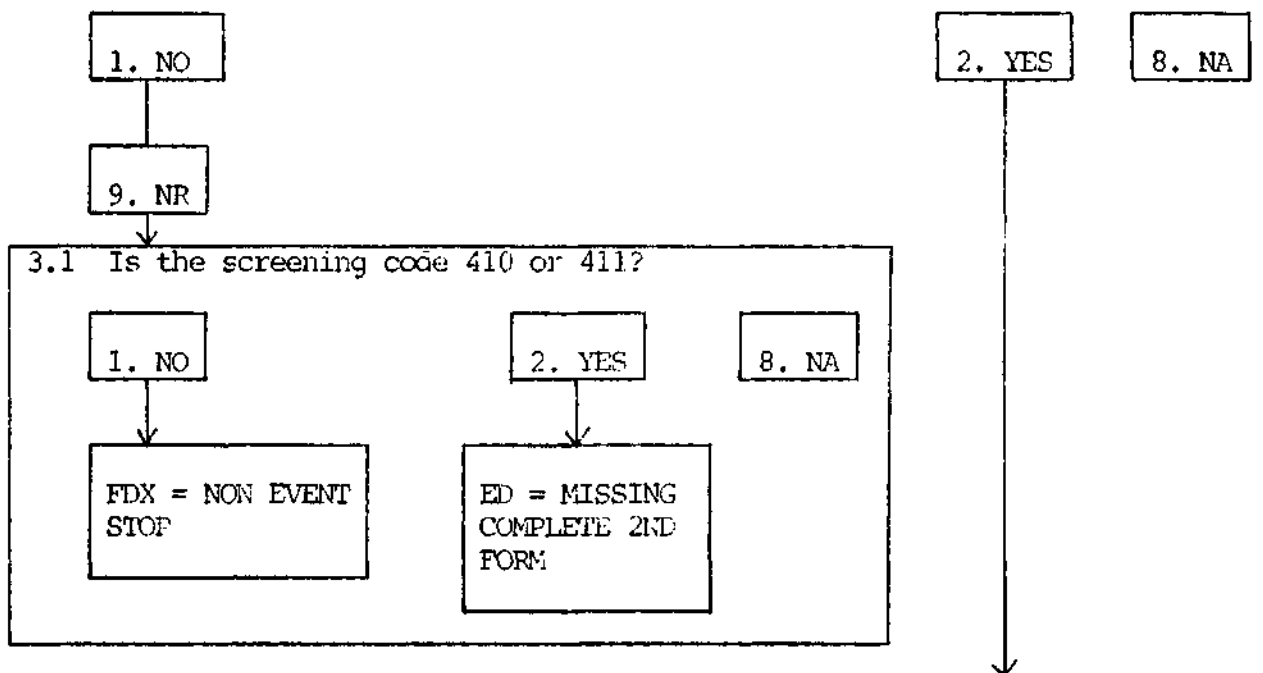 1. NO
2. YES
8. NA
9. NR
3.1 Is the screening code 410 or 411?
1. NO
2. YES
8. NA
FDX = NON EVENT
STOP
ED = MISSING
COMPLETE 2ND
FORM